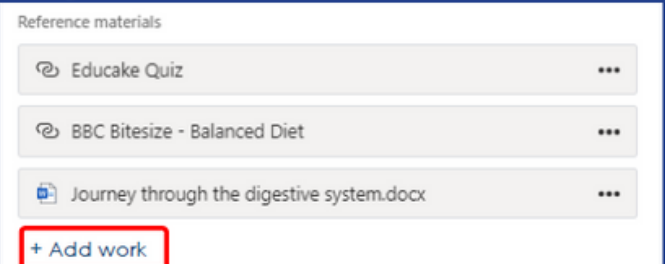 Reference materials
Educake Quiz
BBC Bitesize - Balanced Diet
Journey through the digestive system.docx
+ Add work